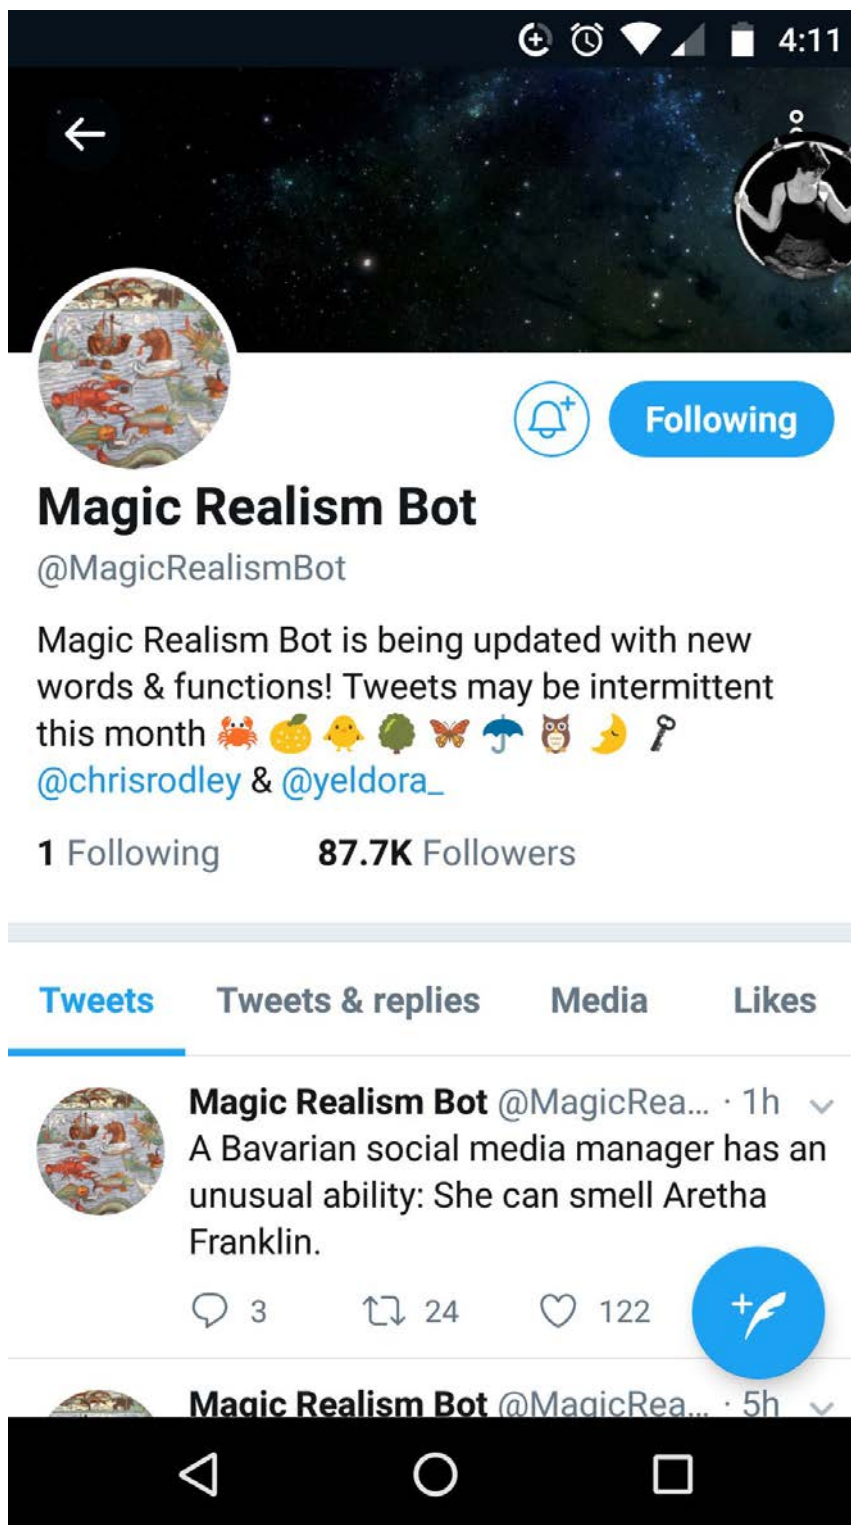 4:11
Following
Magic Realism Bot
@MagicRealismBot
Magic Realism Bot is being updated with new
words & functions! Tweets may be intermittent
this month 🦀 🍊 🐥 🌳 🦋 ☂️ 🦉 🌛 🗝️
@chrisrodley & @yeldora_
1 Following 87.7K Followers
Tweets Tweets & replies Media Likes
Magic Realism Bot @MagicRea... · 1h
A Bavarian social media manager has an
unusual ability: She can smell Aretha
Franklin.
3 24 122
Magic Realism Bot @MagicRea... · 5h